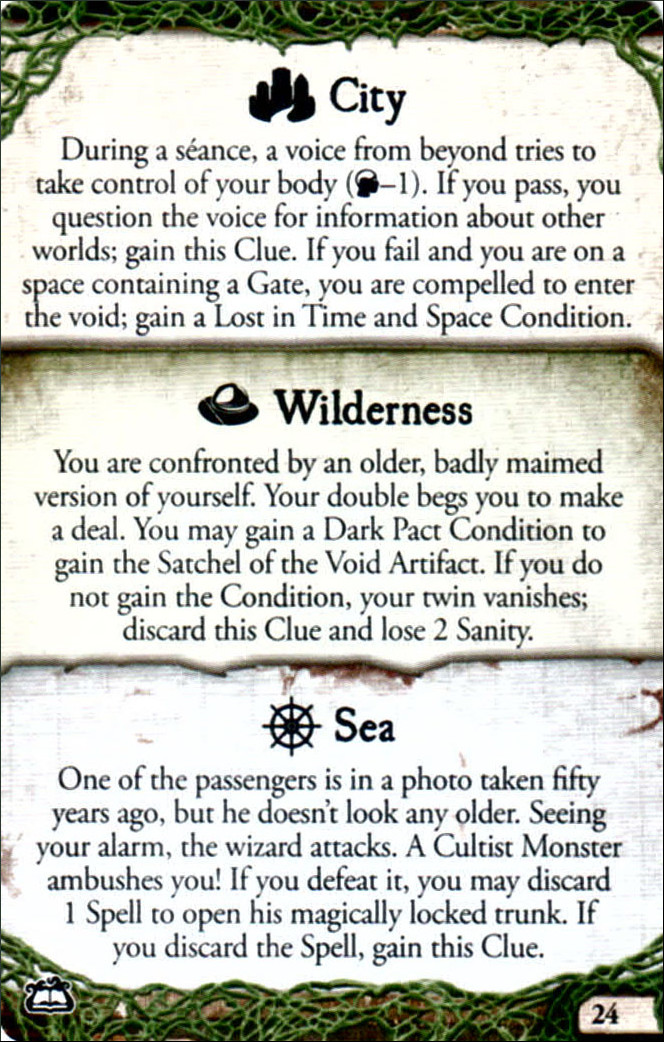 City
During a séance, a voice from beyond tries to
take control of your body (–1). If you pass, you
question the voice for information about other
worlds; gain this Clue. If you fail and you are on a
space containing a Gate, you are compelled to enter
the void; gain a Lost in Time and Space Condition.
Wilderness
You are confronted by an older, badly maimed
version of yourself. Your double begs you to make
a deal. You may gain a Dark Pact Condition to
gain the Satchel of the Void Artifact. If you do
not gain the Condition, your twin vanishes;
discard this Clue and lose 2 Sanity.
Sea
One of the passengers is in a photo taken fifty
years ago, but he doesn't look any older. Seeing
your alarm, the wizard attacks. A Cultist Monster
ambushes you! If you defeat it, you may discard
1 Spell to open his magically locked trunk. If
you discard the Spell, gain this Clue.
24